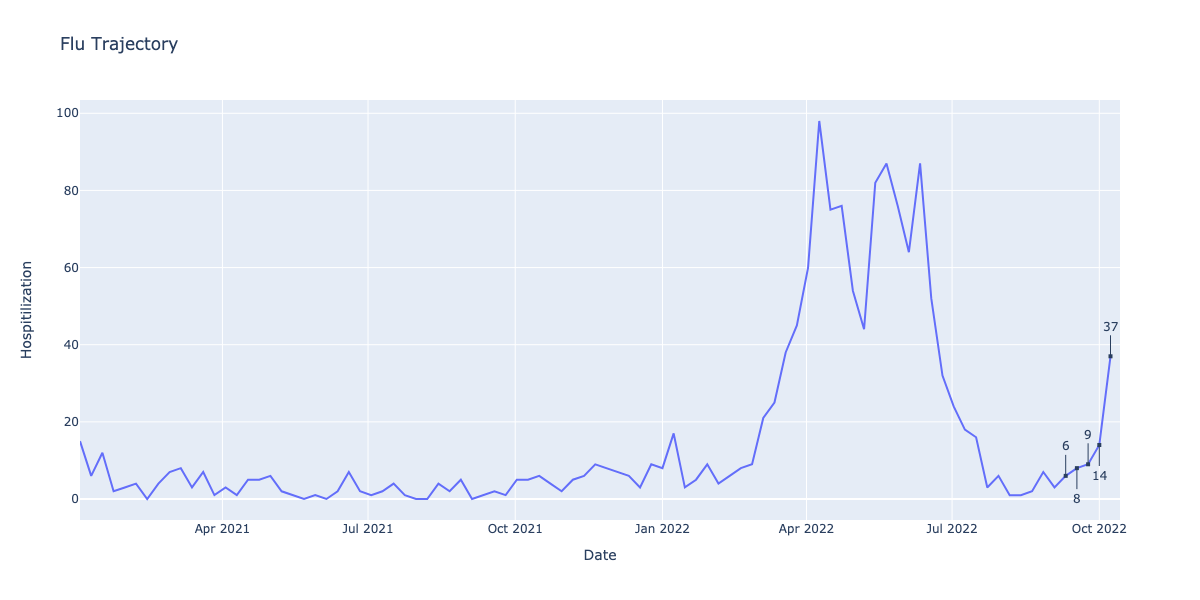 Flu Trajectory
100
80
60
40
20
0
Hospitilization
37
9
6
14
8
Apr 2021
Jul 2021
Oct 2021
Jan 2022
Apr 2022
Jul 2022
Oct 2022
Date